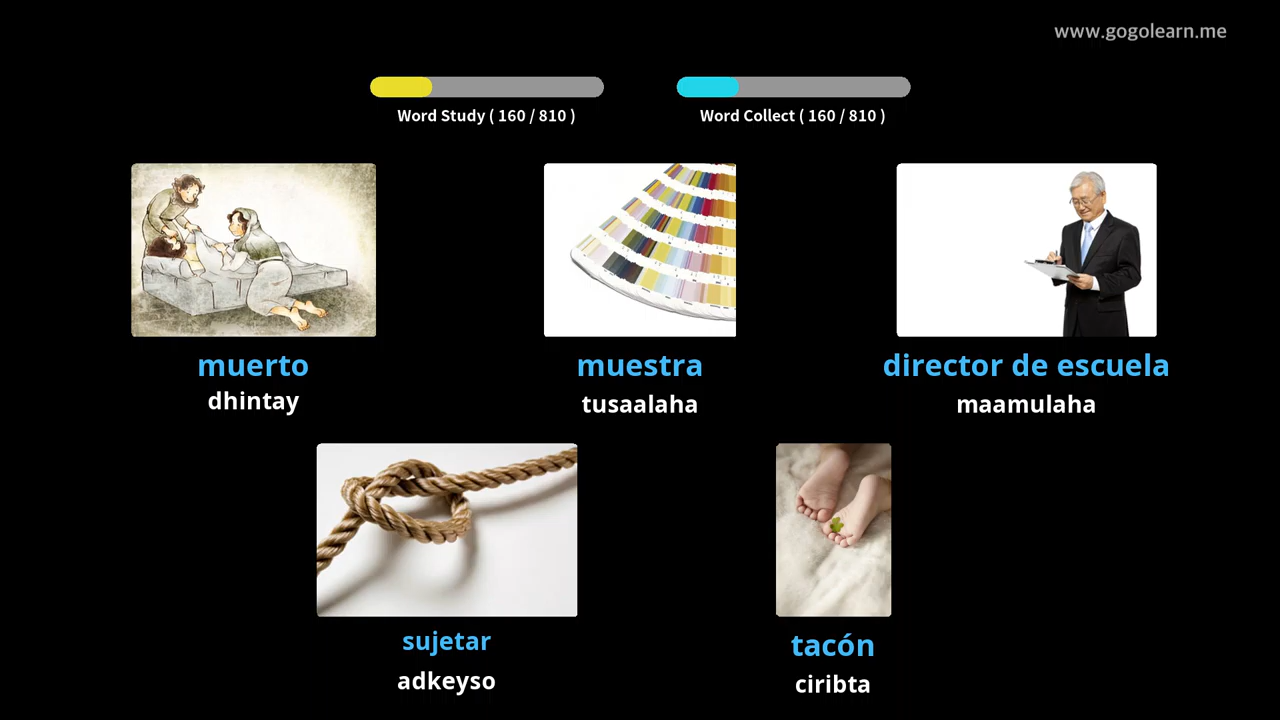 www.gogolearn.me
Word Study ( 160 / 810 )
Word Collect ( 160 / 810 )
muerto
dhintay
muestra
tusaalaha
director de escuela
maamulaha
sujetar
adkeyso
tacón
ciribta